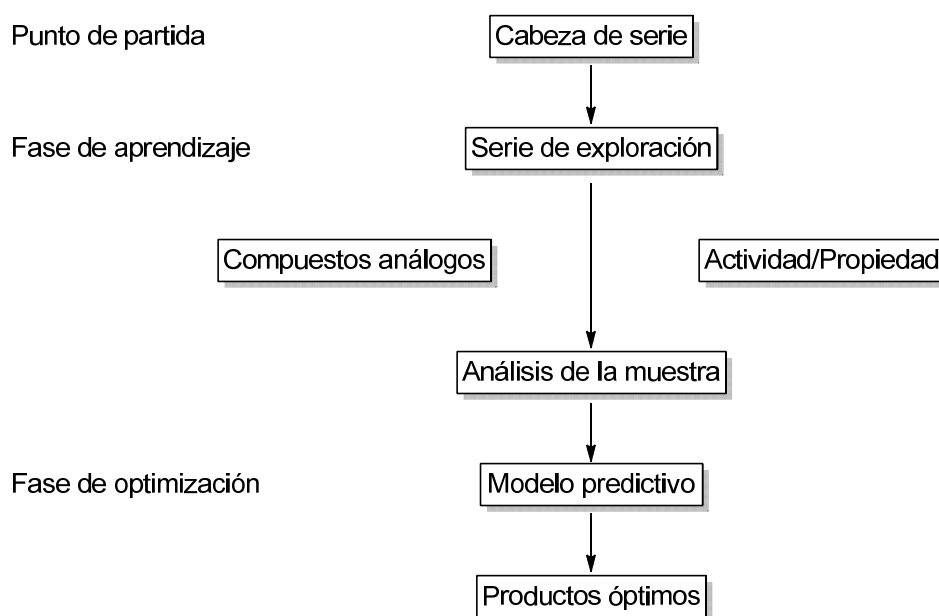 Punto de partida
Cabeza de serie
Fase de aprendizaje
Serie de exploración
Compuestos análogos
Actividad/Propiedad
Análisis de la muestra
Fase de optimización
Modelo predictivo
Productos óptimos